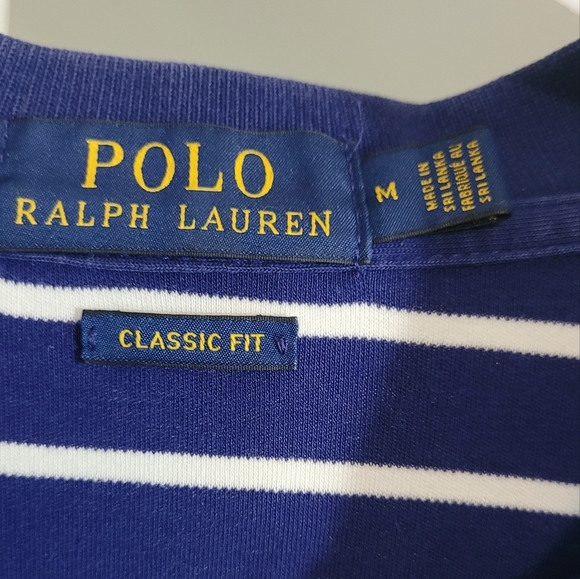 POLO
RALPH LAUREN
M
MADE IN
SRI LANKA
FABRIQUÉ AU
SRI LANKA
CLASSIC FIT